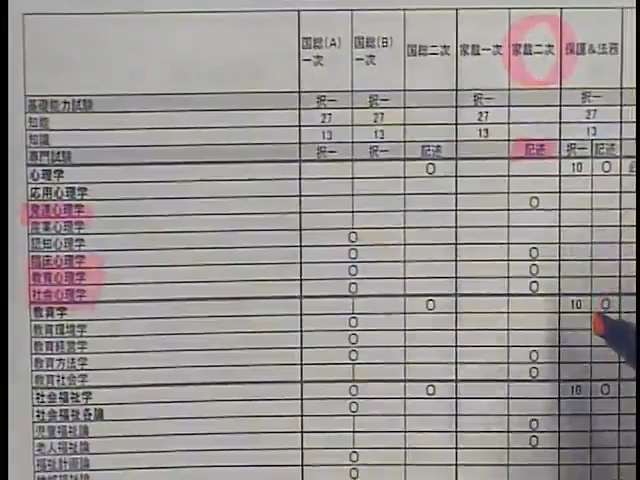 国総(A)一次 国総(B)一次 国総二次 家裁一次 家裁二次 保護&法務
基礎能力試験 択一 択一 択一 択一
知能 27 27 27 27
知識 13 13 13 13
専門試験 択一 択一 記述 記述 択一 記述
心理学 O 10 O
応用心理学
発達心理学 O
産業心理学
認知心理学 O
臨床心理学 O O
教育心理学 O O
社会心理学 O O
教育学 O 10 O
教育環境学 O
教育経営学 O
教育方法学 O O
教育社会学 O
社会福祉学 O O 10 O
社会福祉各論 O
児童福祉論 O
老人福祉論 O
福祉計画論 O
地域福祉論 O